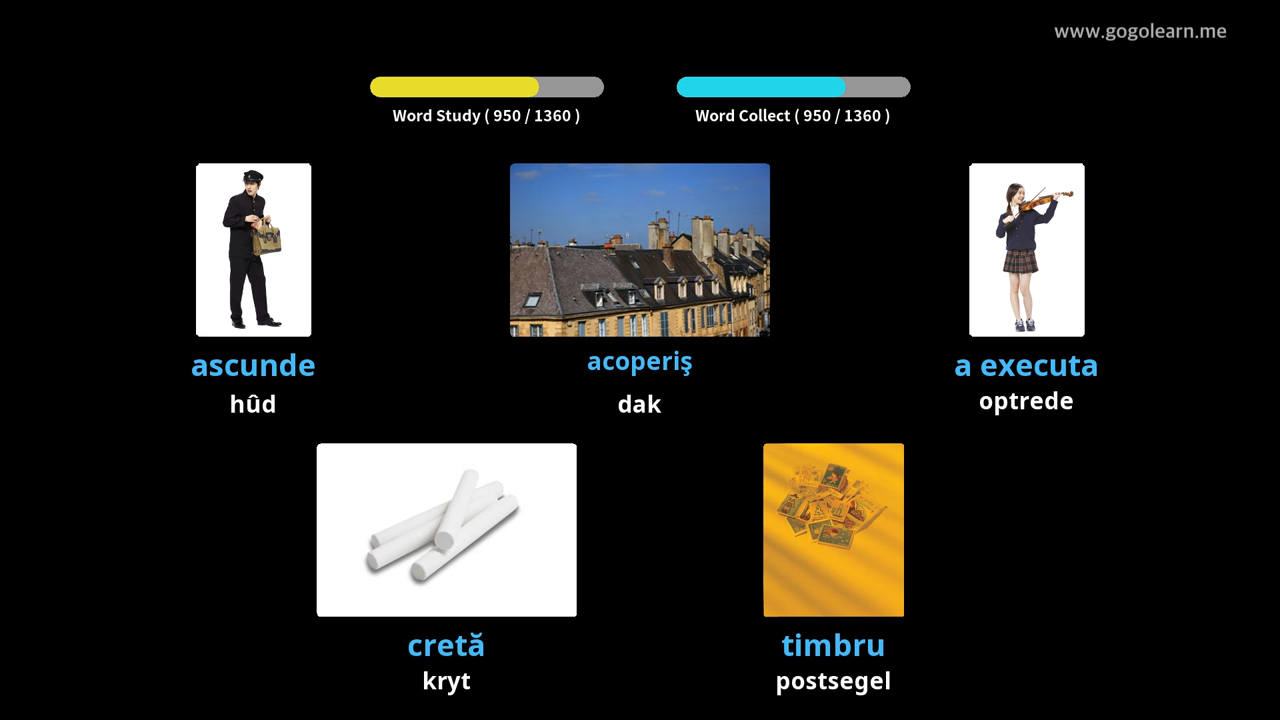 www.gogolearn.me
Word Study ( 950 / 1360 )
Word Collect ( 950 / 1360 )
ascunde
hûd
acoperiş
dak
a executa
optrede
cretă
kryt
timbru
postsegel